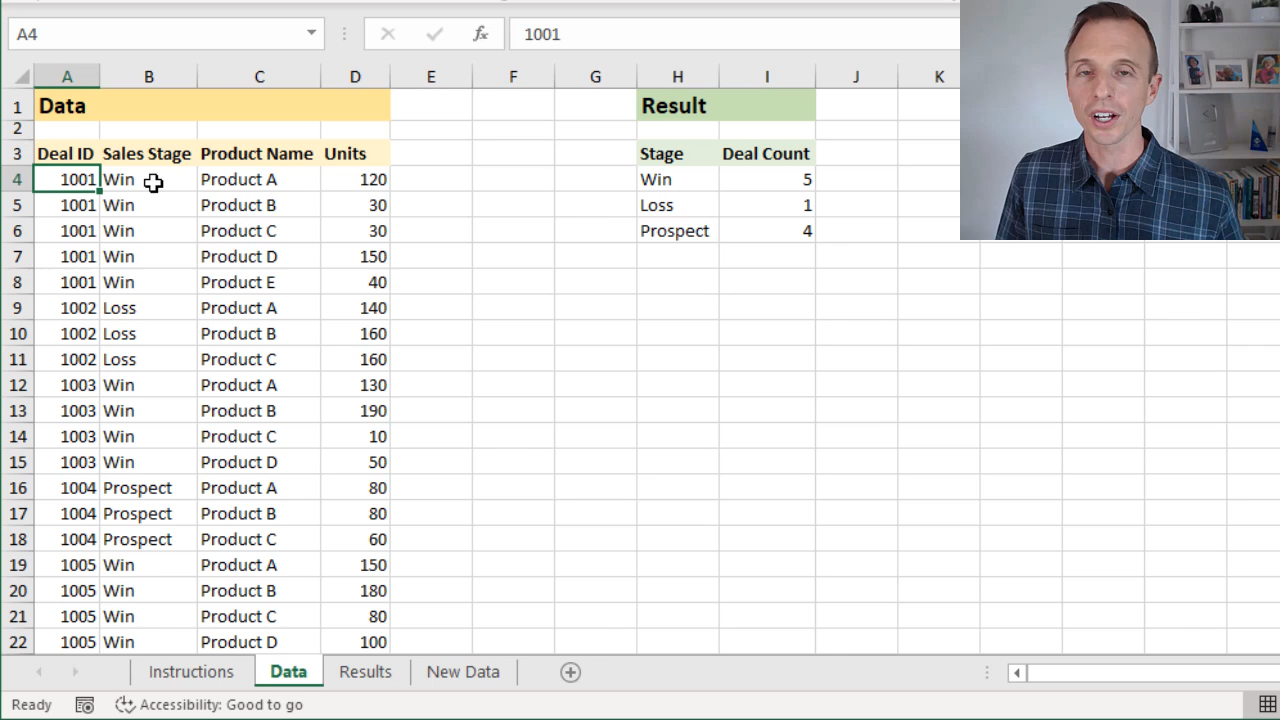 A4 fx 1001
A B C D E F G H I J K
1 Data Result
2
3 Deal ID Sales Stage Product Name Units Stage Deal Count
4 1001 Win Product A 120 Win 5
5 1001 Win Product B 30 Loss 1
6 1001 Win Product C 30 Prospect 4
7 1001 Win Product D 150
8 1001 Win Product E 40
9 1002 Loss Product A 140
10 1002 Loss Product B 160
11 1002 Loss Product C 160
12 1003 Win Product A 130
13 1003 Win Product B 190
14 1003 Win Product C 10
15 1003 Win Product D 50
16 1004 Prospect Product A 80
17 1004 Prospect Product B 80
18 1004 Prospect Product C 60
19 1005 Win Product A 150
20 1005 Win Product B 180
21 1005 Win Product C 80
22 1005 Win Product D 100
Instructions Data Results New Data
Ready Accessibility: Good to go